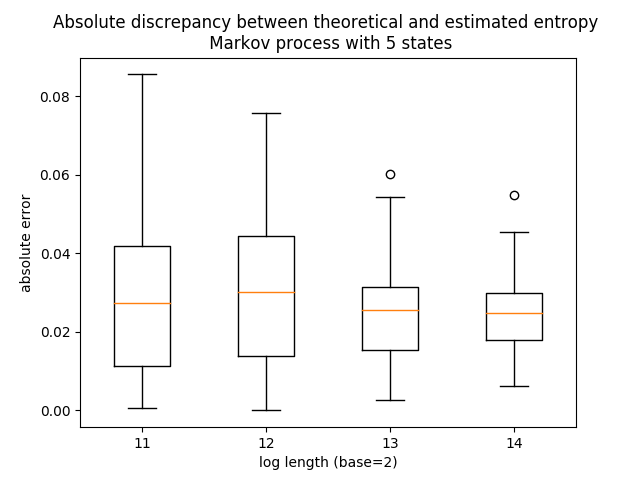 Absolute discrepancy between theoretical and estimated entropy
Markov process with 5 states
0.08
0.06
0.04
0.02
0.00
absolute error
11 12 13 14
log length (base=2)